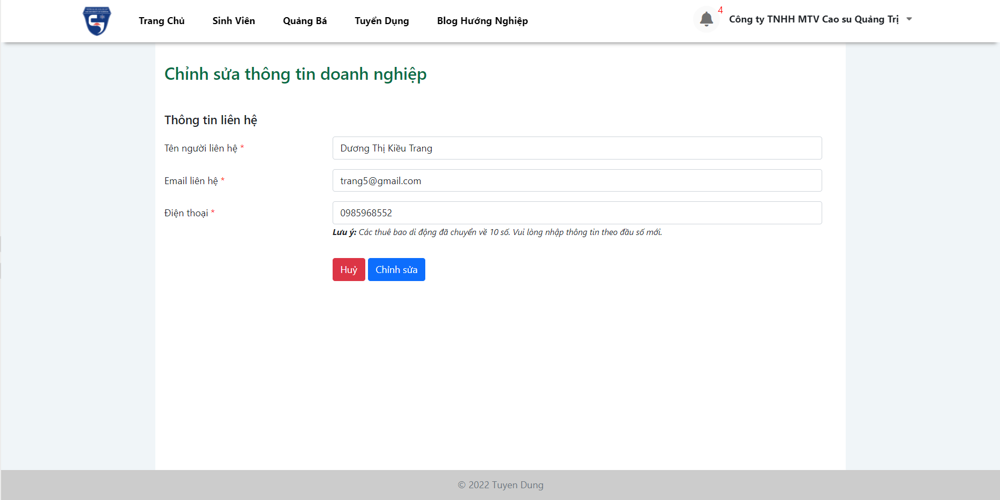 Trang Chủ Sinh Viên Quảng Bá Tuyển Dụng Blog Hướng Nghiệp 4 Công ty TNHH MTV Cao su Quảng Trị
Chỉnh sửa thông tin doanh nghiệp
Thông tin liên hệ
Tên người liên hệ * Dương Thị Kiều Trang
Email liên hệ * trang5@gmail.com
Điện thoại * 0985968552
Lưu ý: Các thuê bao di động đã chuyển về 10 số. Vui lòng nhập thông tin theo đầu số mới.
Huỷ Chỉnh sửa
© 2022 Tuyen Dung